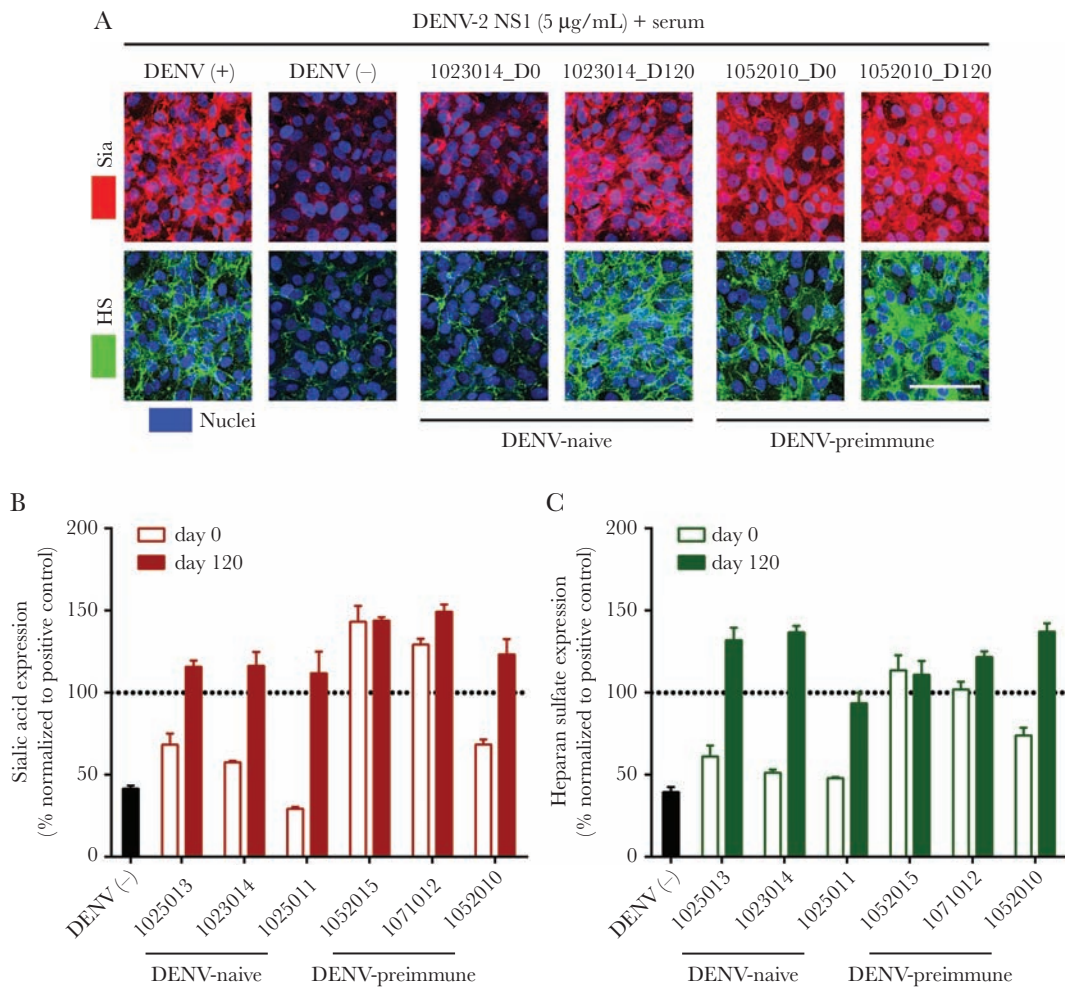 A
DENV-2 NS1 (5 µg/mL) + serum
DENV (+)
DENV (–)
1023014_D0
1023014_D120
1052010_D0
1052010_D120
Sia
HS
Nuclei
DENV-naive
DENV-preimmune
B
Sialic acid expression
(% normalized to positive control)
200
150
100
50
0
day 0
day 120
DENV (–)
1025013
1023014
1025011
1052015
1071012
1052010
DENV-naive
DENV-preimmune
C
Heparan sulfate expression
(% normalized to positive control)
200
150
100
50
0
day 0
day 120
DENV (–)
1025013
1023014
1025011
1052015
1071012
1052010
DENV-naive
DENV-preimmune